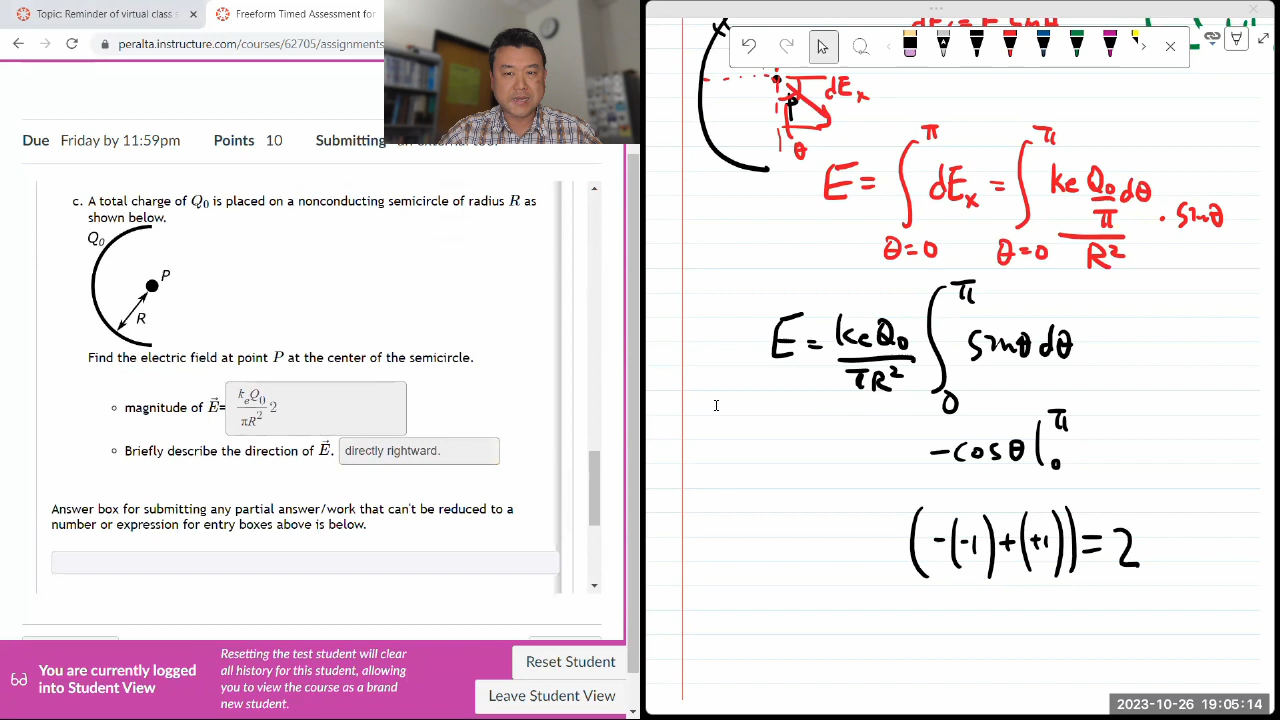 Topic: Reminder of virtual class s
Freeform Timed Assessment for
peralta.instructure.com/courses/62705/assignments
Due Friday by 11:59pm Points 10 Submitting
c. A total charge of Q0 is placed on a nonconducting semicircle of radius R as
shown below.
Q0
P
R
Find the electric field at point P at the center of the semicircle.
magnitude of E⃗= keQ0/πR² 2
Briefly describe the direction of E⃗. directly rightward.
Answer box for submitting any partial answer/work that can't be reduced to a
number or expression for entry boxes above is below.
You are currently logged
into Student View
Resetting the test student will clear
all history for this student, allowing
you to view the course as a brand
new student.
Reset Student
Leave Student View
dEx
θ
E = ∫θ=0^π dEx = ∫θ=0^π ke Q0/π dθ / R² · sinθ
E = keQ0/πR² ∫0^π sinθ dθ
-cosθ |0^π
(-(-1)+(+1)) = 2
2023-10-26 19:05:14